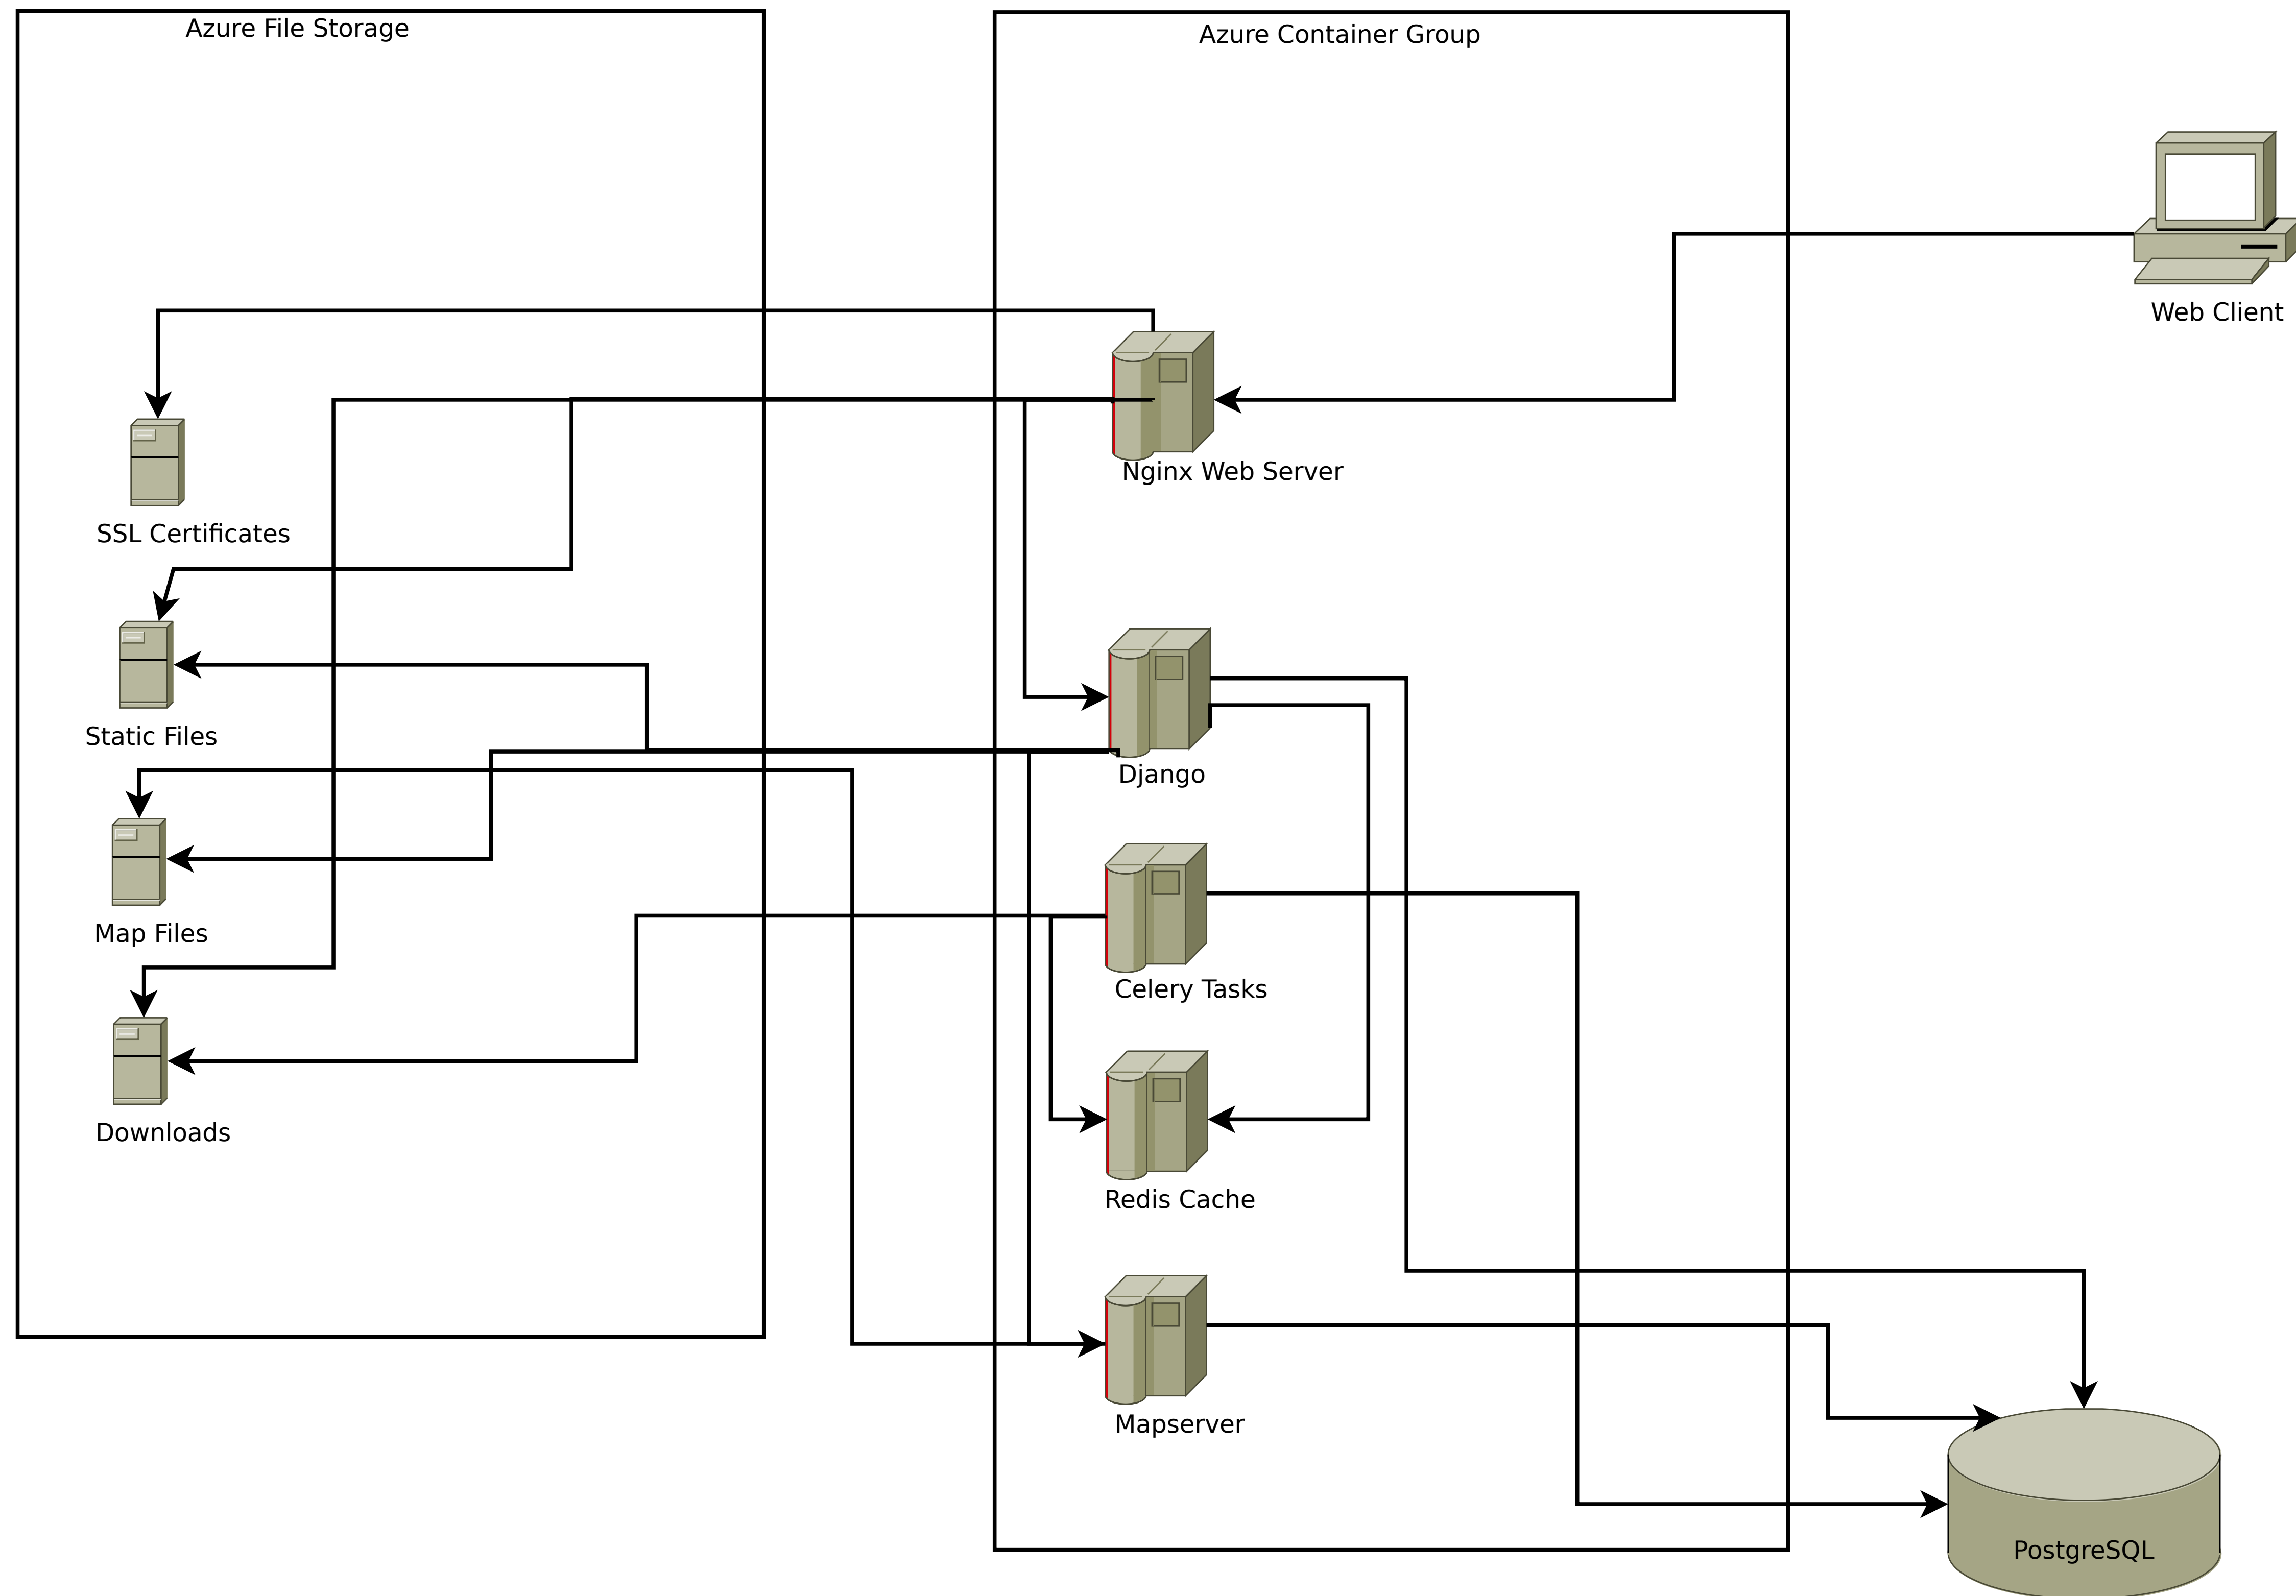 Azure File Storage
Azure Container Group
Web Client
Nginx Web Server
SSL Certificates
Static Files
Django
Map Files
Celery Tasks
Downloads
Redis Cache
Mapserver
PostgreSQL